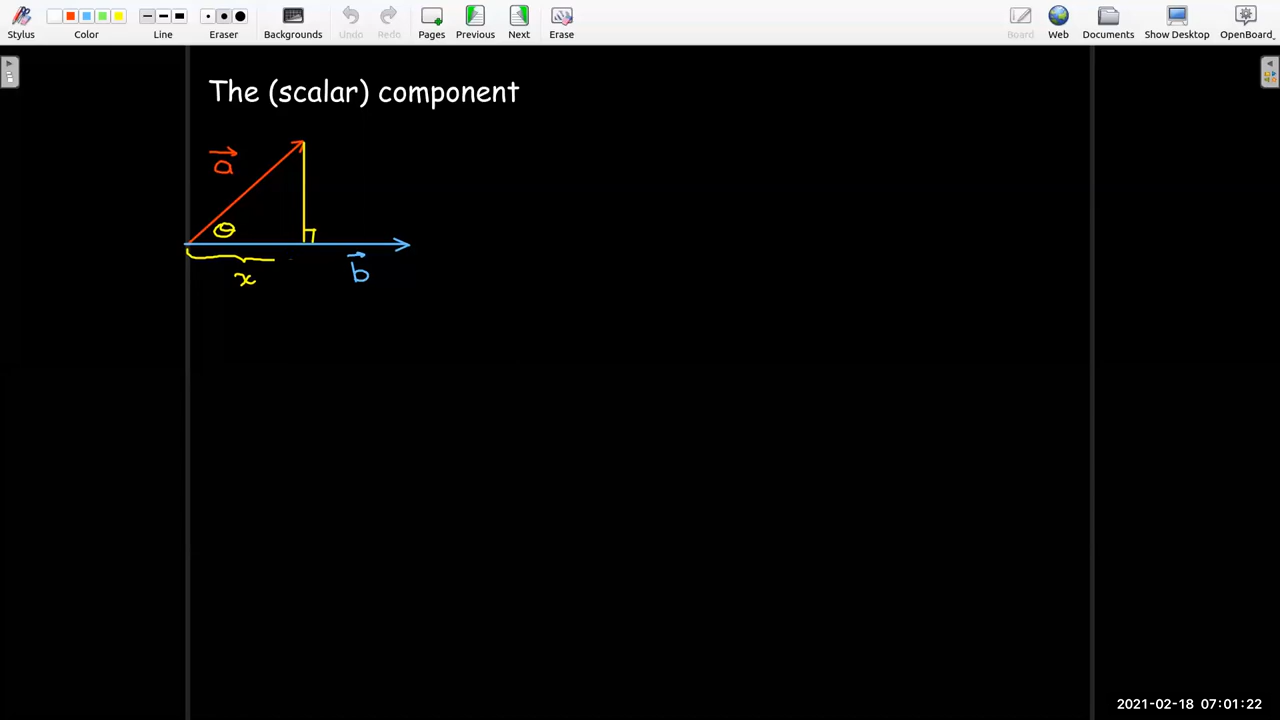 Stylus Color Line Eraser Backgrounds Undo Redo Pages Previous Next Erase Board Web Documents Show Desktop OpenBoard
The (scalar) component
a
θ
x
b
2021-02-18 07:01:22